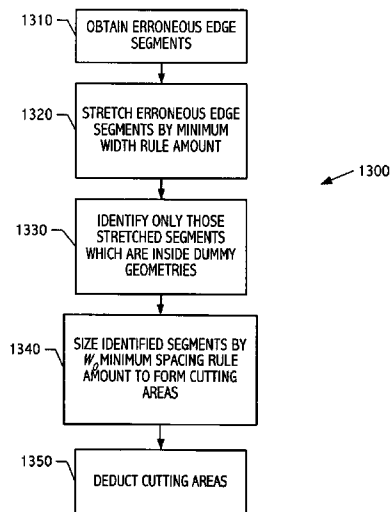 1310
OBTAIN ERRONEOUS EDGE
SEGMENTS
1320
STRETCH ERRONEOUS EDGE
SEGMENTS BY MINIMUM
WIDTH RULE AMOUNT
1300
1330
IDENTIFY ONLY THOSE
STRETCHED SEGMENTS
WHICH ARE INSIDE DUMMY
GEOMETRIES
1340
SIZE IDENTIFIED SEGMENTS BY
MINIMUM SPACING RULE
AMOUNT TO FORM CUTTING
AREAS
1350
DEDUCT CUTTING AREAS